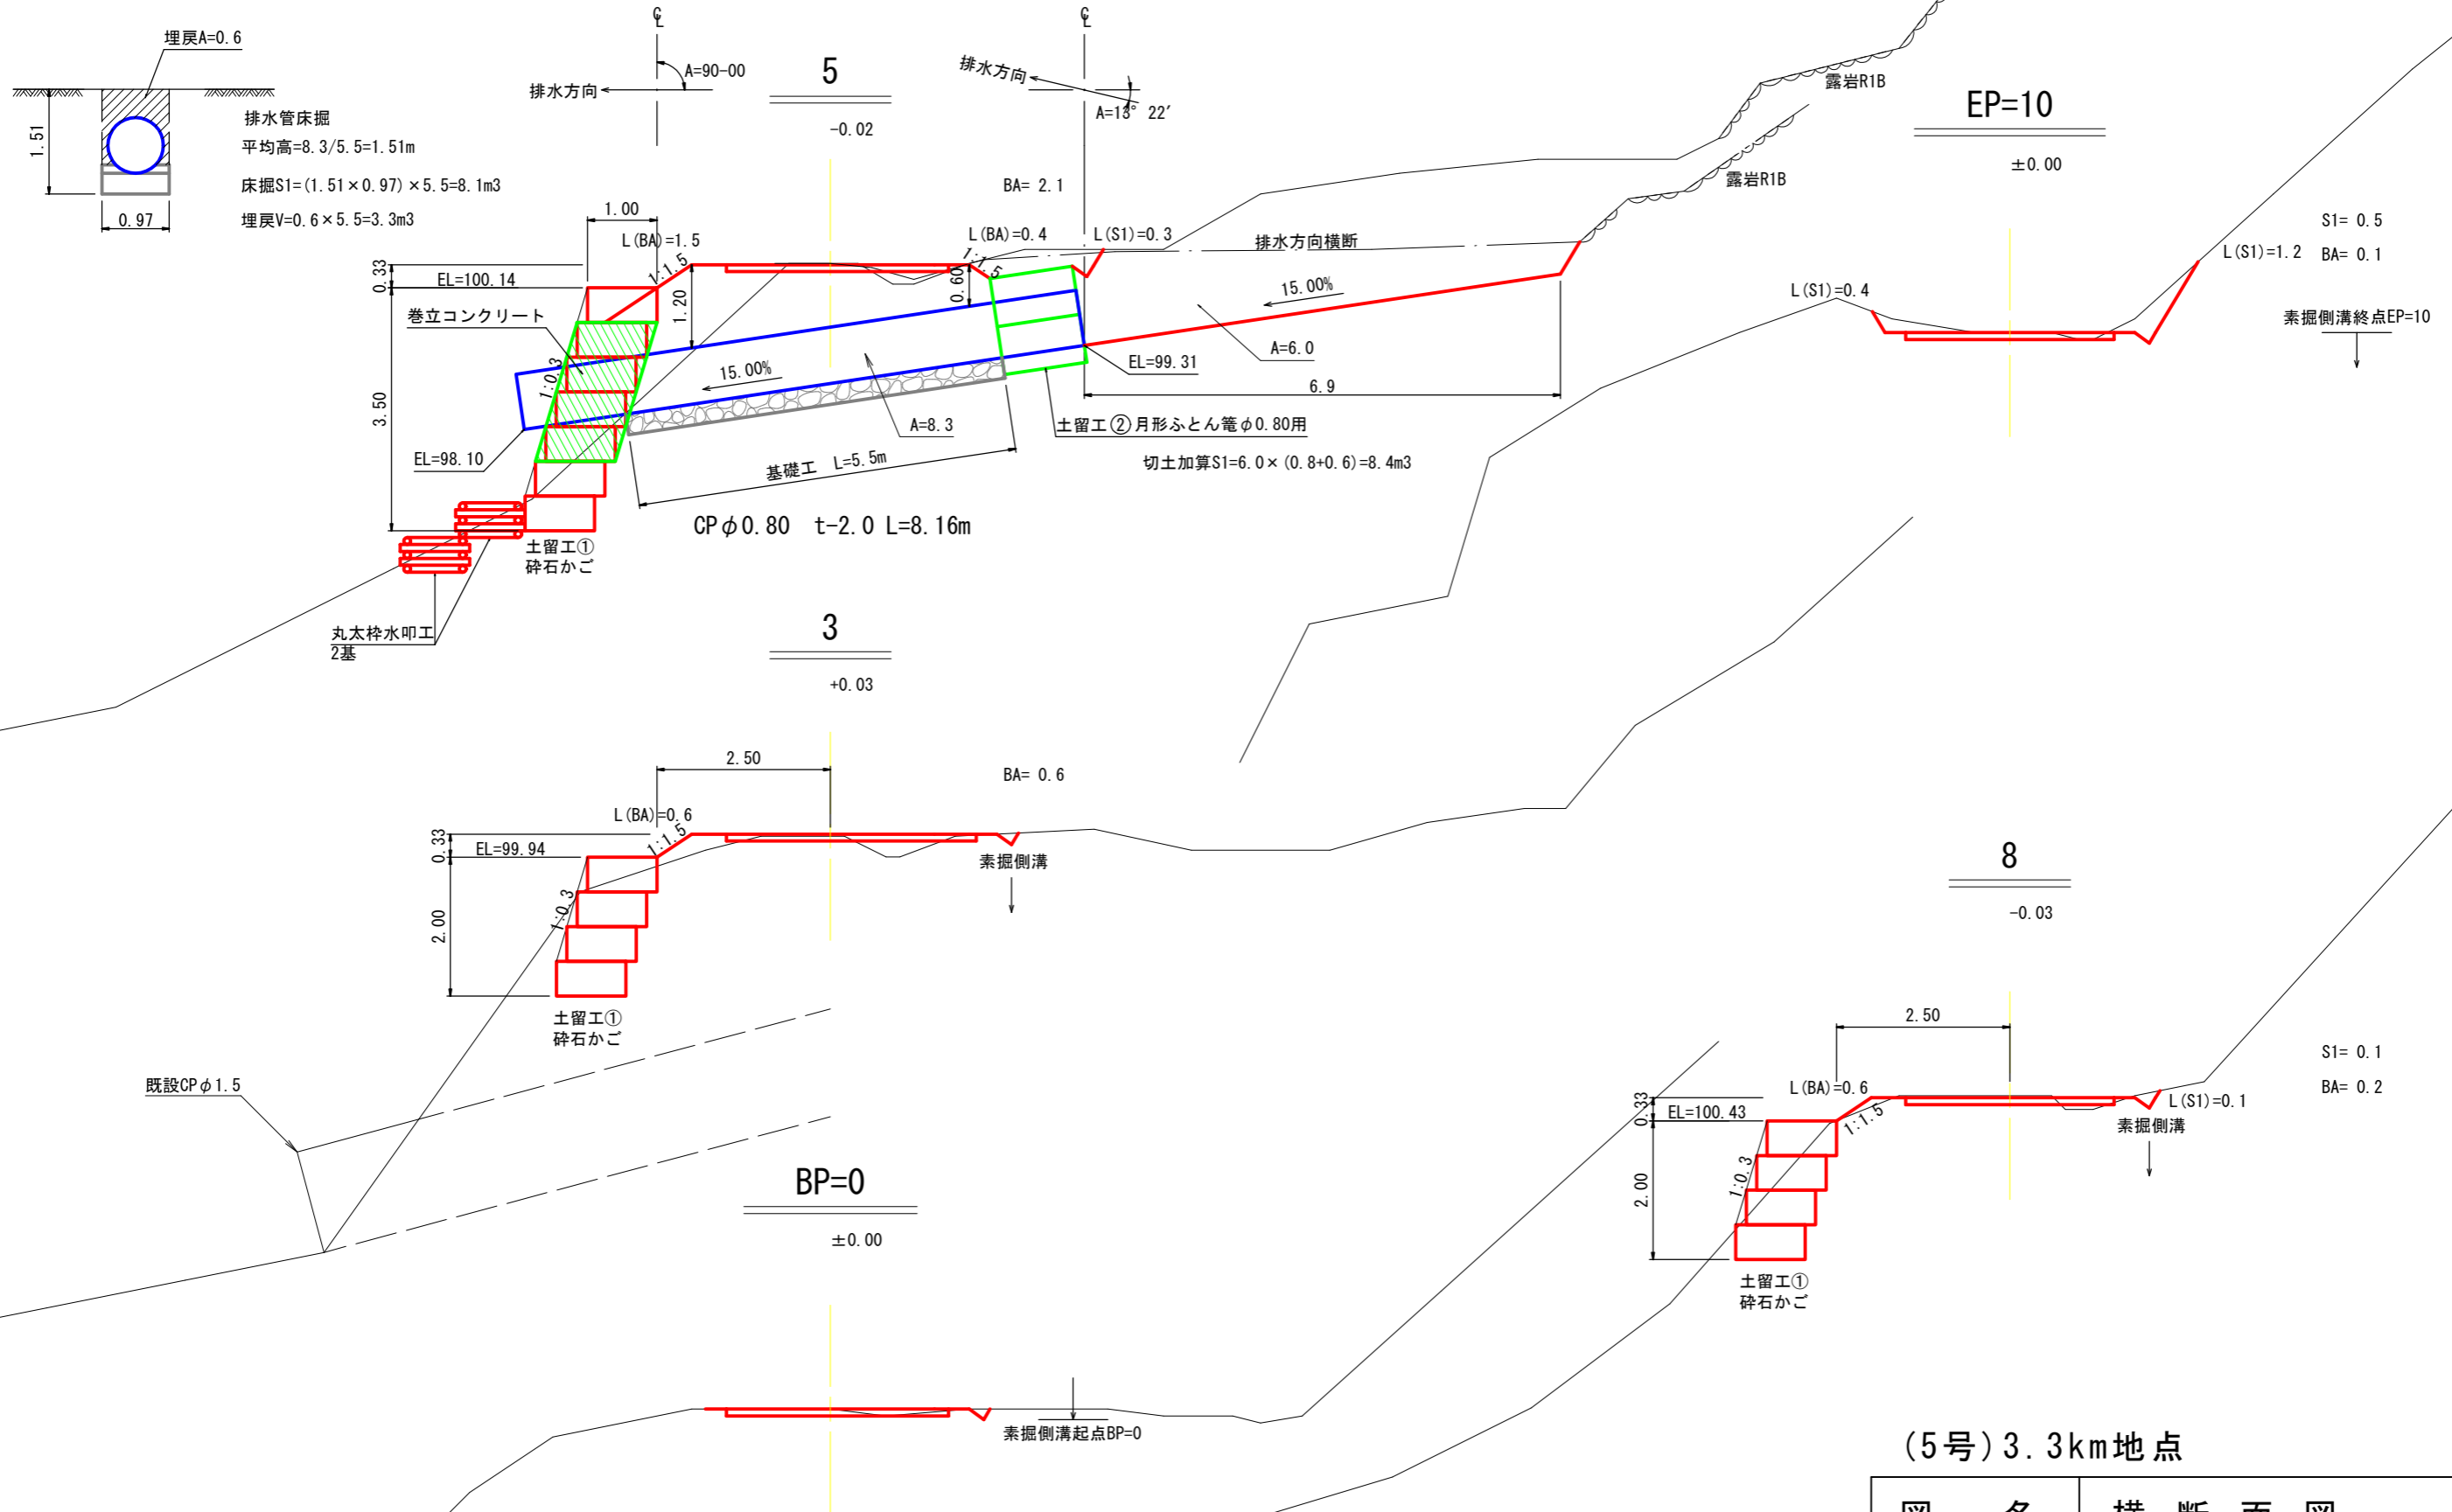 埋戻A=0.6
1.51
0.97
排水管床掘
平均高=8.3/5.5=1.51m
床掘S1=(1.51×0.97)×5.5=8.1m3
埋戻V=0.6×5.5=3.3m3
℄
A=90-00
排水方向
5
-0.02
℄
排水方向
A=13° 22′
BA= 2.1
露岩R1B
露岩R1B
1.00
L(BA)=1.5
L(BA)=0.4
L(S1)=0.3
排水方向横断
0.33
EL=100.14
1:1.5
1:1.5
1.20
0.60
15.00%
巻立コンクリート
1:0.3
3.50
15.00%
EL=99.31
A=6.0
6.9
A=8.3
土留工②月形ふとん篭φ0.80用
切土加算S1=6.0×(0.8+0.6)=8.4m3
EL=98.10
基礎工 L=5.5m
CPφ0.80 t-2.0 L=8.16m
土留工①
砕石かご
丸太枠水叩工
2基
EP=10
±0.00
S1= 0.5
BA= 0.1
L(S1)=1.2
L(S1)=0.4
素掘側溝終点EP=10
3
+0.03
2.50
BA= 0.6
L(BA)=0.6
0.33
EL=99.94
1:1.5
素掘側溝
2.00
1:0.3
土留工①
砕石かご
既設CPφ1.5
8
-0.03
2.50
S1= 0.1
BA= 0.2
L(BA)=0.6
0.33
EL=100.43
1:1.5
L(S1)=0.1
素掘側溝
2.00
1:0.3
土留工①
砕石かご
BP=0
±0.00
素掘側溝起点BP=0
(5号)3.3km地点
図 名 横断面図